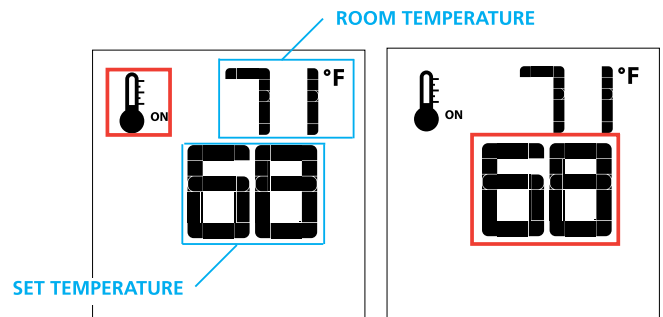 ROOM TEMPERATURE
71 °F
ON
68
SET TEMPERATURE
71 °F
ON
68